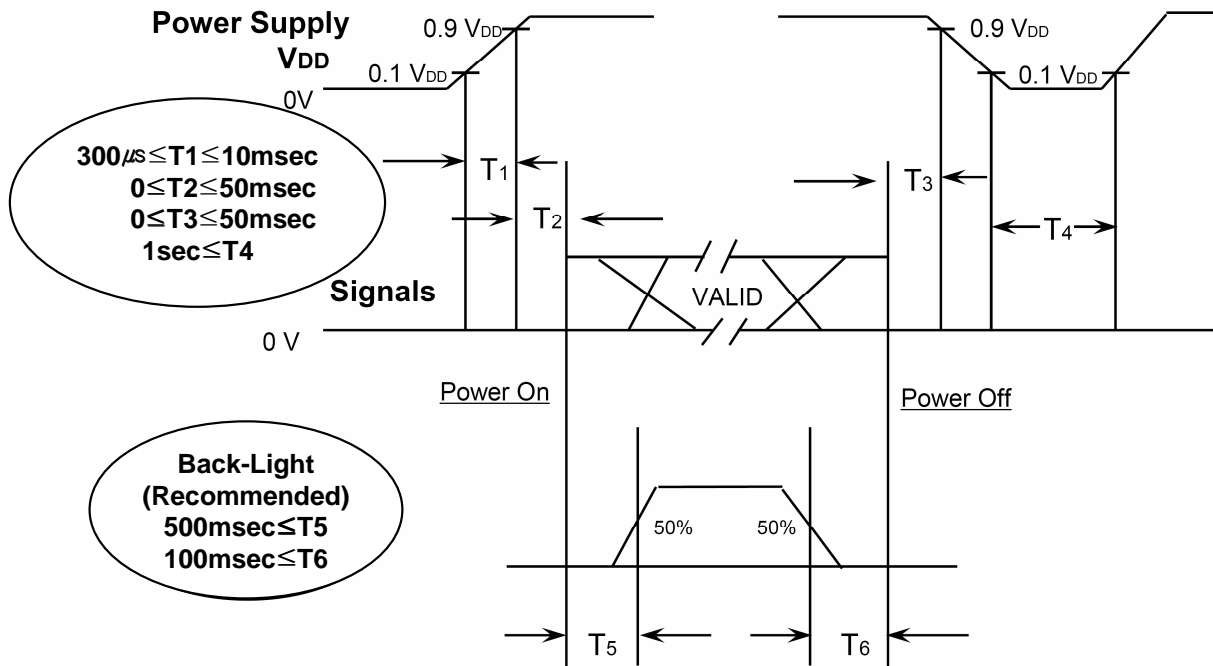 Power Supply
VDD
0.9 VDD
0.1 VDD
0V
0.9 VDD
0.1 VDD
300㎲≦T1≦10msec
0≦T2≦50msec
0≦T3≦50msec
1sec≦T4
T1
T2
T3
T4
Signals
VALID
0 V
Power On
Power Off
Back-Light
(Recommended)
500msec≦T5
100msec≦T6
50%
50%
T5
T6